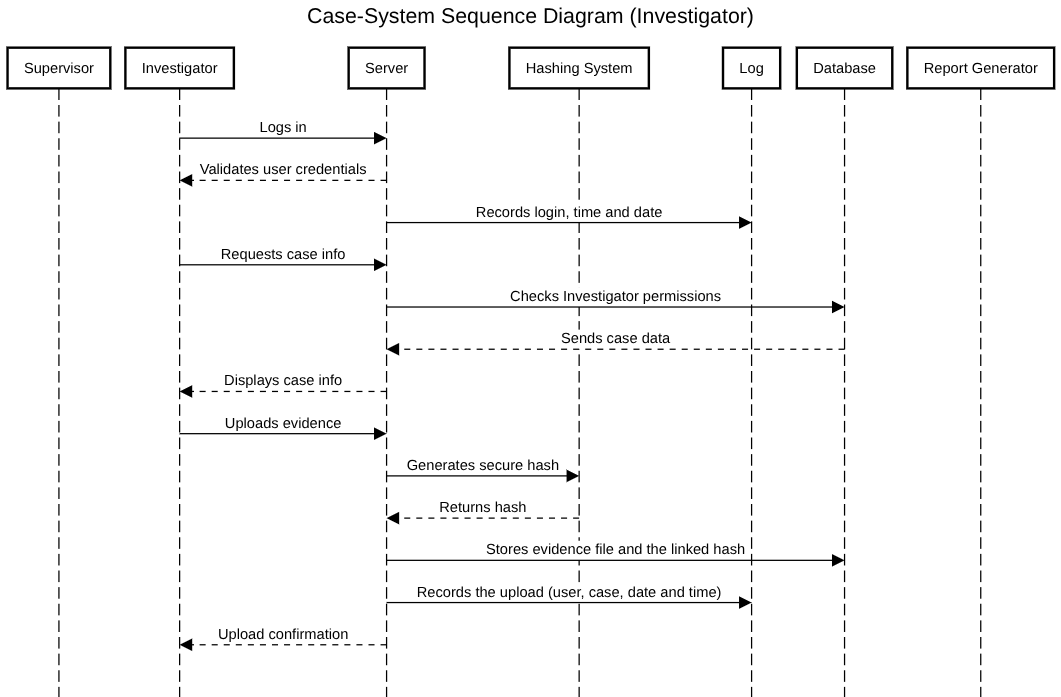 Case-System Sequence Diagram (Investigator)
Supervisor
Investigator
Server
Hashing System
Log
Database
Report Generator
Logs in
Validates user credentials
Records login, time and date
Requests case info
Checks Investigator permissions
Sends case data
Displays case info
Uploads evidence
Generates secure hash
Returns hash
Stores evidence file and the linked hash
Records the upload (user, case, date and time)
Upload confirmation